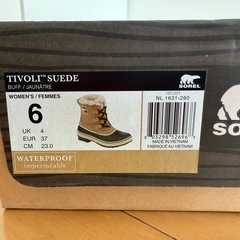 TIVOLI™ SUEDE
BUFF / JAUNÂTRE
SOREL
WOMEN'S / FEMMES
NL 1631-280
6
UK 4
EUR 37
CM 23.0
MADE IN VIETNAM
FABRIQUÉ AU VIETNAM
WATERPROOF
imperméable
SOREL